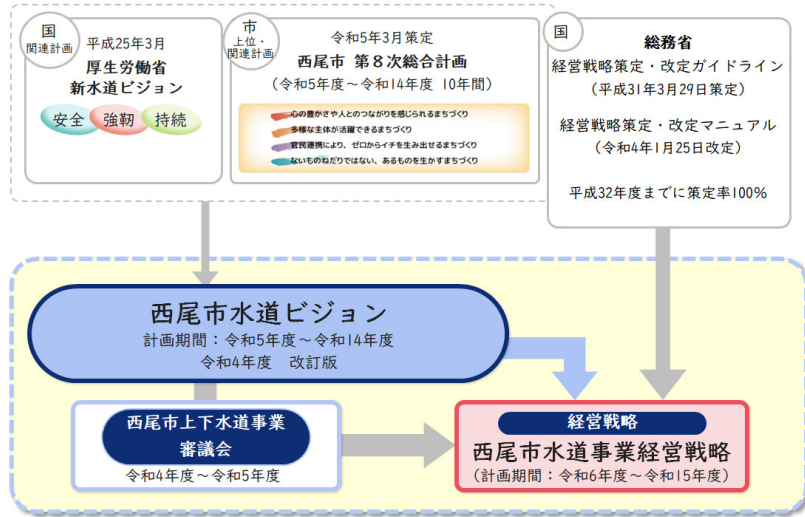 国
関連計画
平成25年3月
厚生労働省
新水道ビジョン
安全
強靭
持続
市
上位・
関連計画
令和5年3月策定
西尾市 第8次総合計画
(令和5年度~令和14年度 10年間)
心の豊かさや人とのつながりを感じられるまちづくり
多様な主体が活躍できるまちづくり
官民連携により、ゼロからイチを生み出せるまちづくり
ないものねだりではない、あるものを生かすまちづくり
国
総務省
経営戦略策定・改定ガイドライン
(平成31年3月29日策定)
経営戦略策定・改定マニュアル
(令和4年1月25日改定)
平成32年度までに策定率100%
西尾市水道ビジョン
計画期間:令和5年度~令和14年度
令和4年度 改訂版
西尾市上下水道事業
審議会
令和4年度~令和5年度
経営戦略
西尾市水道事業経営戦略
(計画期間:令和6年度~令和15年度)